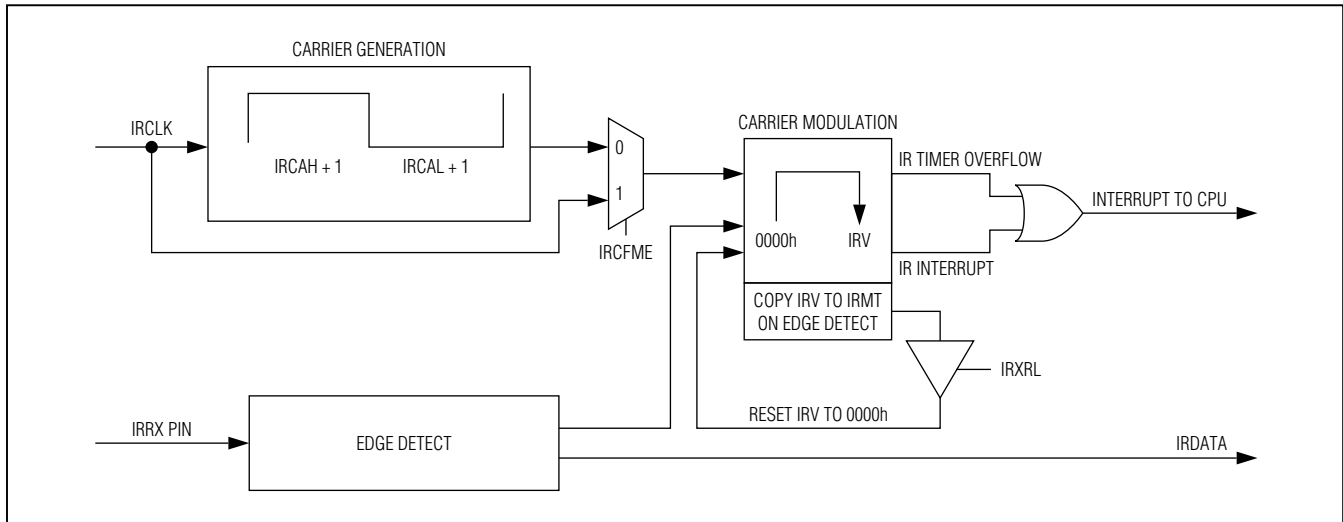 CARRIER GENERATION
IRCLK
IRCAH + 1
IRCAL + 1
0
1
IRCFME
CARRIER MODULATION
0000h
IRV
IR TIMER OVERFLOW
INTERRUPT TO CPU
IR INTERRUPT
COPY IRV TO IRMT
ON EDGE DETECT
IRXRL
RESET IRV TO 0000h
IRRX PIN
EDGE DETECT
IRDATA